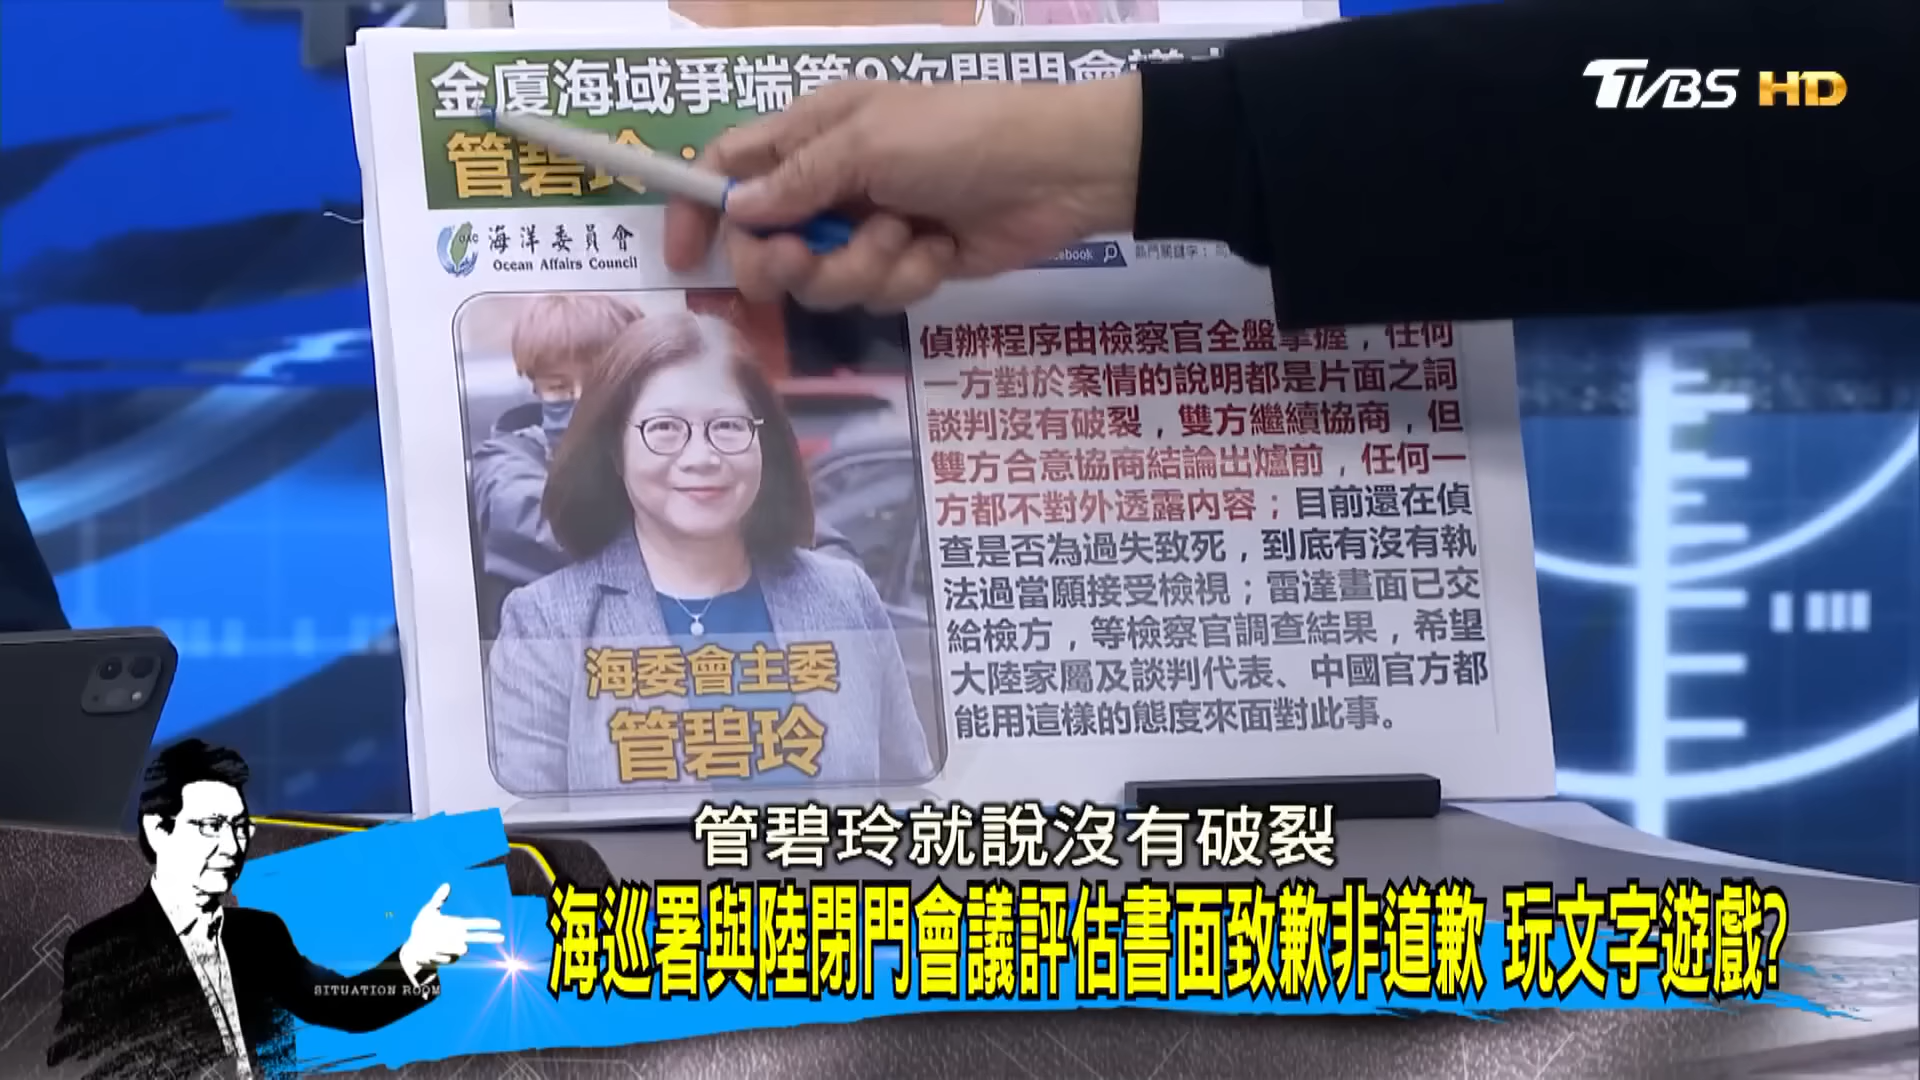 TVBS HD
金廈海域爭端第9次閉門會議
管碧玲：
OAC 海洋委員會
Ocean Affairs Council
偵辦程序由檢察官全盤掌握，任何
一方對於案情的說明都是片面之詞
談判沒有破裂，雙方繼續協商，但
雙方合意協商結論出爐前，任何一
方都不對外透露內容；目前還在偵
查是否為過失致死，到底有沒有執
法過當願接受檢視；雷達畫面已交
給檢方，等檢察官調查結果，希望
大陸家屬及談判代表、中國官方都
能用這樣的態度來面對此事。
海委會主委
管碧玲
管碧玲就說沒有破裂
海巡署與陸閉門會議評估書面致歉非道歉 玩文字遊戲?
SITUATION ROOM